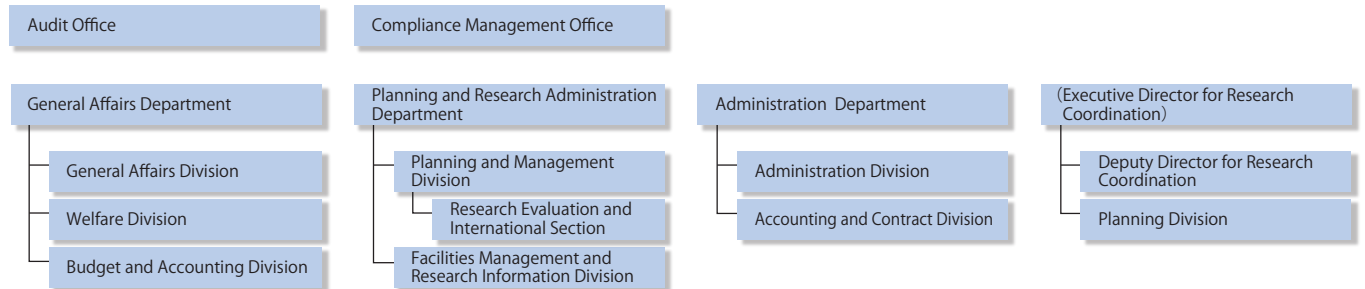 Audit Office
Compliance Management Office
General Affairs Department
General Affairs Division
Welfare Division
Budget and Accounting Division
Planning and Research Administration
Department
Planning and Management
Division
Research Evaluation and
International Section
Facilities Management and
Research Information Division
Administration Department
Administration Division
Accounting and Contract Division
（Executive Director for Research
Coordination）
Deputy Director for Research
Coordination
Planning Division